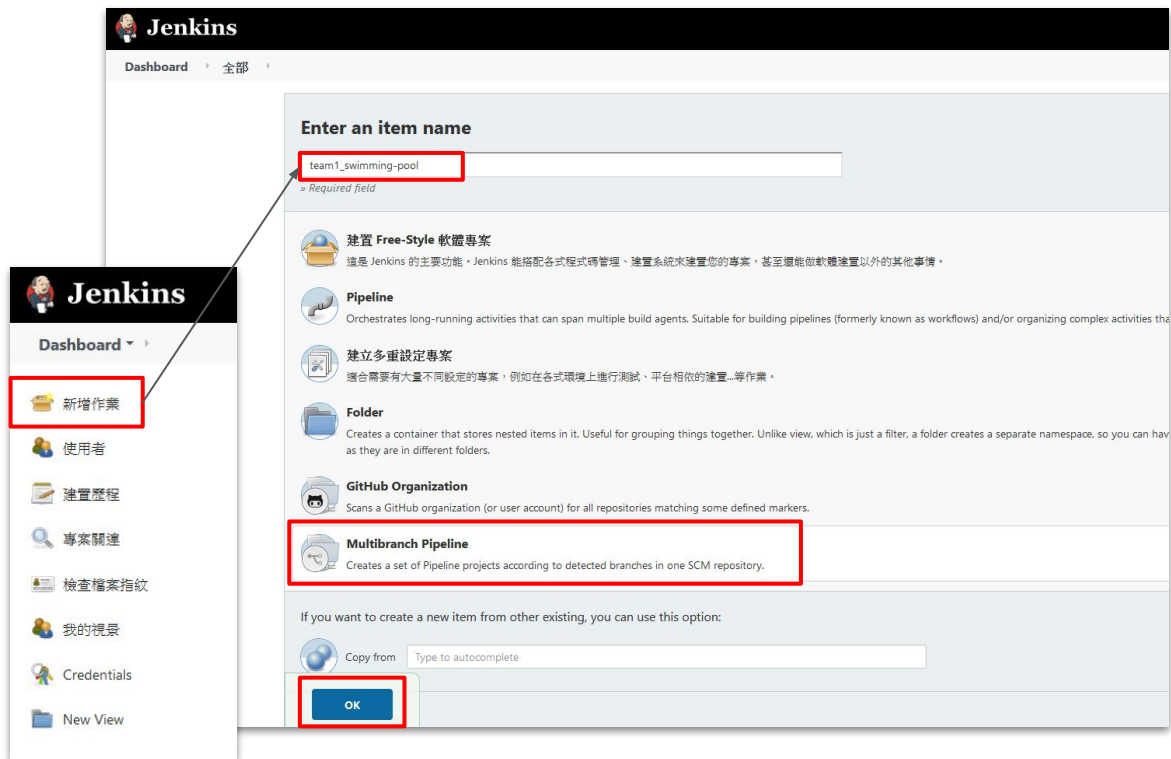 Jenkins
Dashboard
全部
Enter an item name
team1_swimming-pool
» Required field
建置 Free-Style 軟體專案
這是 Jenkins 的主要功能。Jenkins 能搭配各式程式碼管理、建置系統來建置您的專案，甚至還能做軟體建置以外的其他事情。
Pipeline
Orchestrates long-running activities that can span multiple build agents. Suitable for building pipelines (formerly known as workflows) and/or organizing complex activities tha
建立多重設定專案
適合需要有大量不同設定的專案，例如在各式環境上進行測試、平台相依的建置...等作業。
Folder
Creates a container that stores nested items in it. Useful for grouping things together. Unlike view, which is just a filter, a folder creates a separate namespace, so you can hav
as they are in different folders.
GitHub Organization
Scans a GitHub organization (or user account) for all repositories matching some defined markers.
Multibranch Pipeline
Creates a set of Pipeline projects according to detected branches in one SCM repository.
If you want to create a new item from other existing, you can use this option:
Copy from
Type to autocomplete
OK
Jenkins
Dashboard
新增作業
使用者
建置歷程
專案關連
檢查檔案指紋
我的視景
Credentials
New View